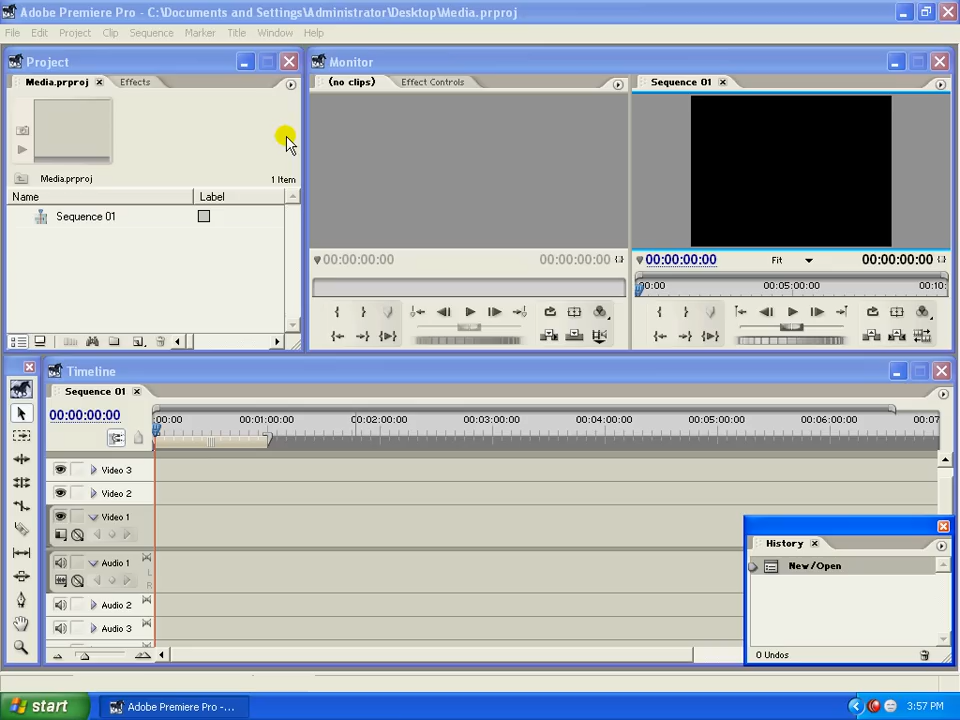 Adobe Premiere Pro - C:\Documents and Settings\Administrator\Desktop\Media.prproj
File Edit Project Clip Sequence Marker Title Window Help
Project
Monitor
Media.prproj Effects
(no clips) Effect Controls
Sequence 01
Media.prproj 1 Item
Name Label
Sequence 01
00:00:00:00 00:00:00:00
00:00:00:00 Fit 00:00:00:00
00:00 00:05:00:00 00:10:
Timeline
Sequence 01
00:00:00:00
00:00 00:01:00:00 00:02:00:00 00:03:00:00 00:04:00:00 00:05:00:00 00:06:00:00 00:07
Video 3
Video 2
Video 1
Audio 1
L
R
Audio 2
Audio 3
History
New/Open
0 Undos
start Adobe Premiere Pro -... 3:57 PM